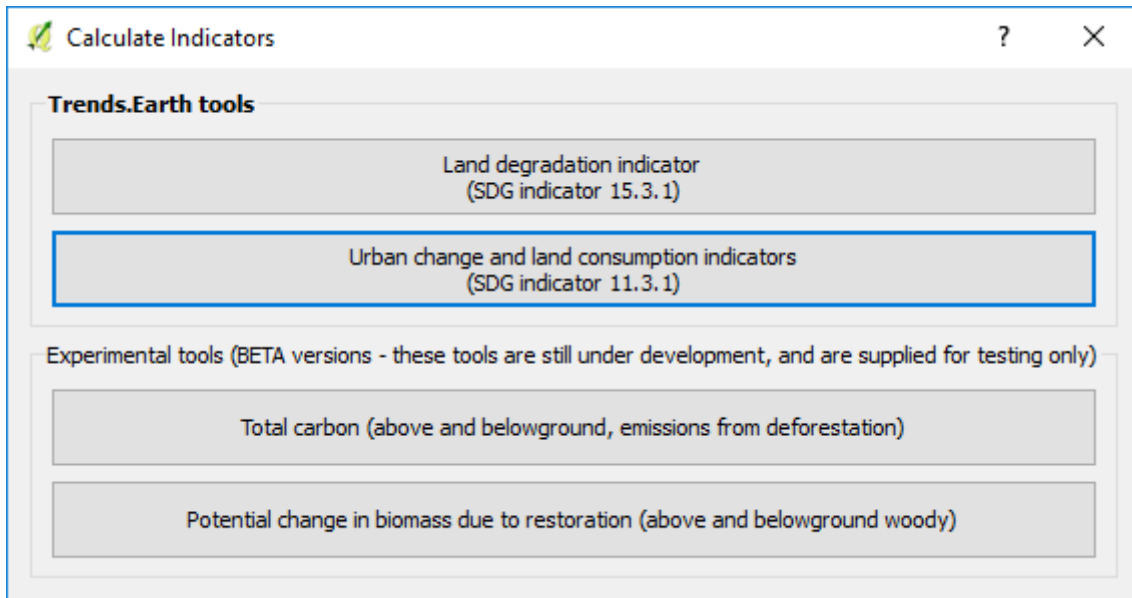 Calculate Indicators
Trends.Earth tools
Land degradation indicator
(SDG indicator 15.3.1)
Urban change and land consumption indicators
(SDG indicator 11.3.1)
Experimental tools (BETA versions - these tools are still under development, and are supplied for testing only)
Total carbon (above and belowground, emissions from deforestation)
Potential change in biomass due to restoration (above and belowground woody)